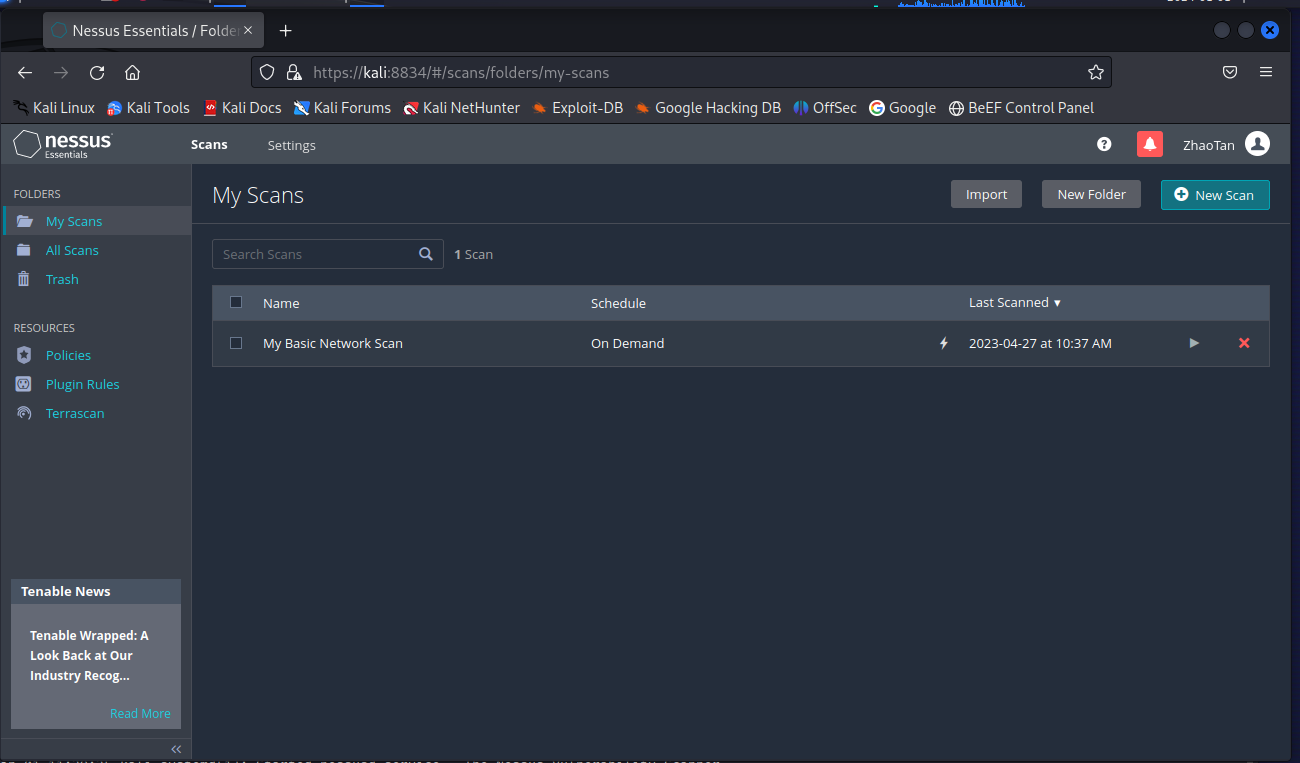 Nessus Essentials / Folde
https://kali:8834/#/scans/folders/my-scans
Kali Linux Kali Tools Kali Docs Kali Forums Kali NetHunter Exploit-DB Google Hacking DB OffSec Google BeEF Control Panel
nessus
Essentials
Scans Settings ZhaoTan
FOLDERS
My Scans
All Scans
Trash
RESOURCES
Policies
Plugin Rules
Terrascan
Tenable News
Tenable Wrapped: A
Look Back at Our
Industry Recog...
Read More
My Scans Import New Folder New Scan
Search Scans 1 Scan
Name Schedule Last Scanned
My Basic Network Scan On Demand 2023-04-27 at 10:37 AM